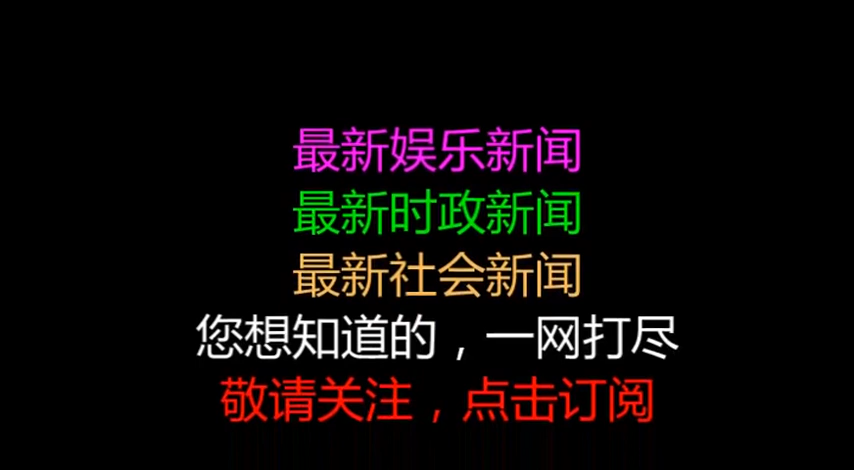 最新娱乐新闻
最新时政新闻
最新社会新闻
您想知道的，一网打尽
敬请关注，点击订阅